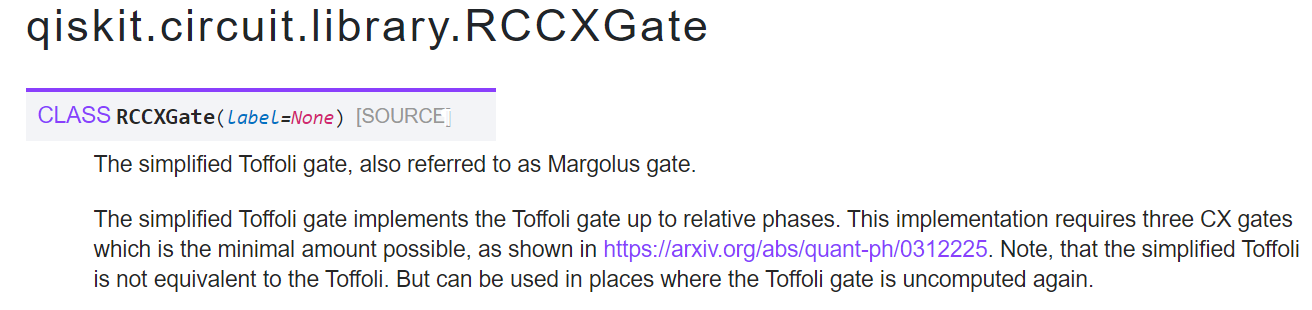 qiskit.circuit.library.RCCXGate
CLASS RCCXGate(label=None) [SOURCE]
The simplified Toffoli gate, also referred to as Margolus gate.
The simplified Toffoli gate implements the Toffoli gate up to relative phases. This implementation requires three CX gates
which is the minimal amount possible, as shown in https://arxiv.org/abs/quant-ph/0312225. Note, that the simplified Toffoli
is not equivalent to the Toffoli. But can be used in places where the Toffoli gate is uncomputed again.